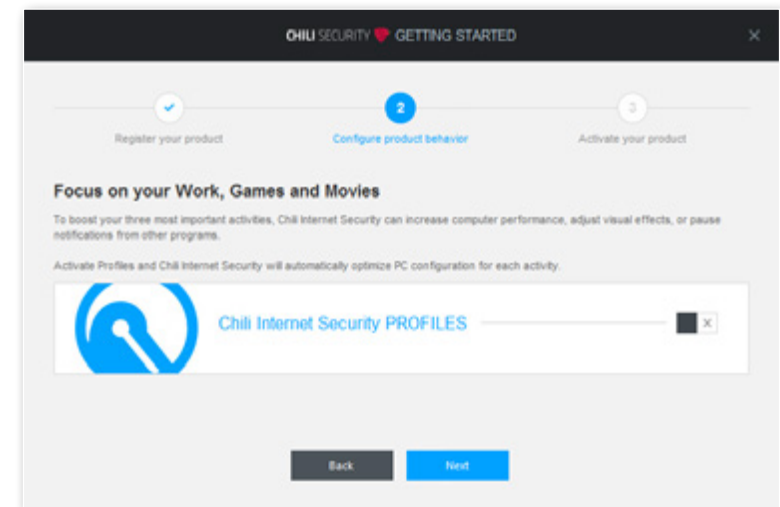 CHILI SECURITY GETTING STARTED
2
3
Register your product
Configure product behavior
Activate your product
Focus on your Work, Games and Movies
To boost your three most important activities, Chili Internet Security can increase computer performance, adjust visual effects, or pause
notifications from other programs.
Activate Profiles and Chili Internet Security will automatically optimize PC configuration for each activity.
Chili Internet Security PROFILES
X
Back
Next